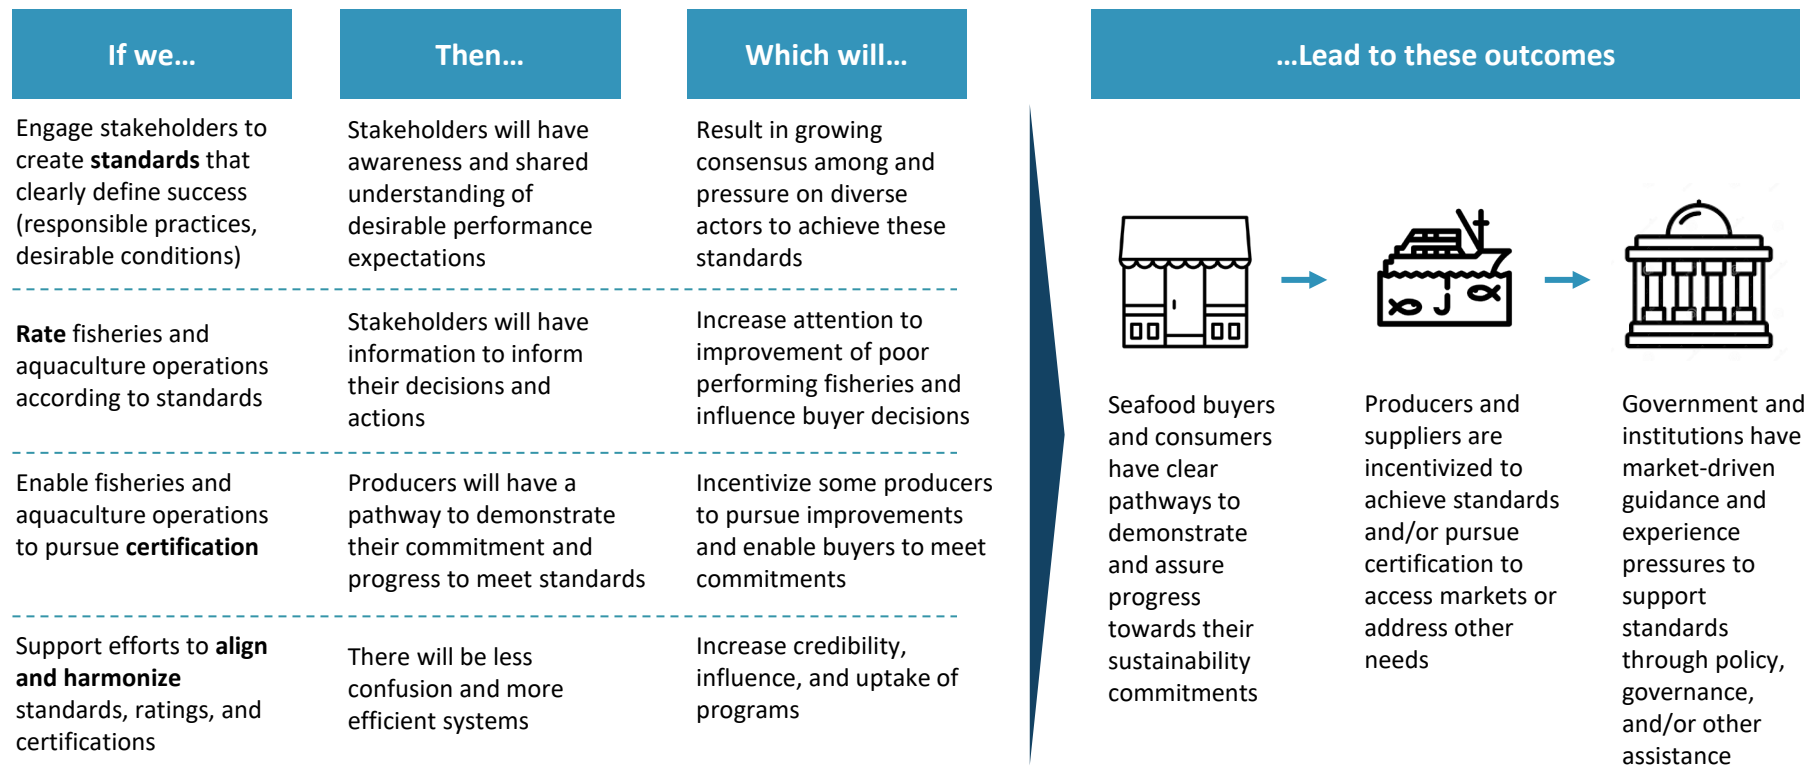 If we…
Then…
Which will…
…Lead to these outcomes
Engage stakeholders to
create standards that
clearly define success
(responsible practices,
desirable conditions)
Stakeholders will have
awareness and shared
understanding of
desirable performance
expectations
Result in growing
consensus among and
pressure on diverse
actors to achieve these
standards
Rate fisheries and
aquaculture operations
according to standards
Stakeholders will have
information to inform
their decisions and
actions
Increase attention to
improvement of poor
performing fisheries and
influence buyer decisions
Enable fisheries and
aquaculture operations
to pursue certification
Producers will have a
pathway to demonstrate
their commitment and
progress to meet standards
Incentivize some producers
to pursue improvements
and enable buyers to meet
commitments
Support efforts to align
and harmonize
standards, ratings, and
certifications
There will be less
confusion and more
efficient systems
Increase credibility,
influence, and uptake of
programs
Seafood buyers
and consumers
have clear
pathways to
demonstrate
and assure
progress
towards their
sustainability
commitments
Producers and
suppliers are
incentivized to
achieve standards
and/or pursue
certification to
access markets or
address other
needs
Government and
institutions have
market-driven
guidance and
experience
pressures to
support
standards
through policy,
governance,
and/or other
assistance